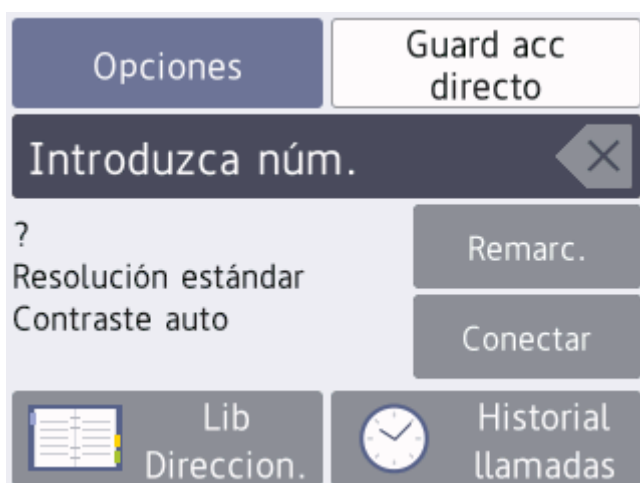 Opciones
Guard acc
directo
Introduzca núm.
?
Resolución estándar
Contraste auto
Remarc.
Conectar
Lib
Direccion.
Historial
llamadas